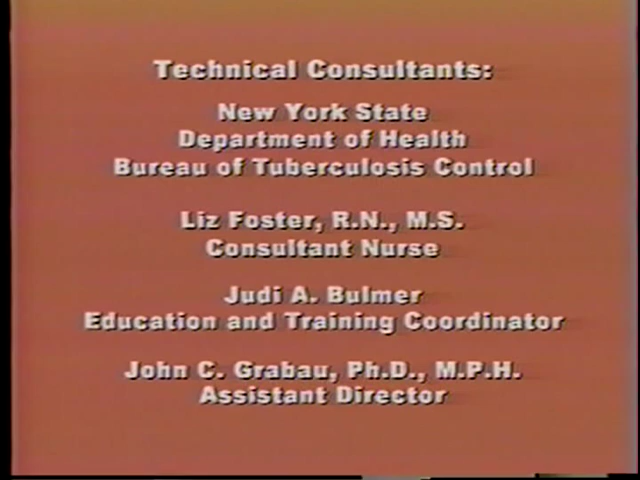 Technical Consultants:
New York State
Department of Health
Bureau of Tuberculosis Control
Liz Foster, R.N., M.S.
Consultant Nurse
Judi A. Bulmer
Education and Training Coordinator
John C. Grabau, Ph.D., M.P.H.
Assistant Director